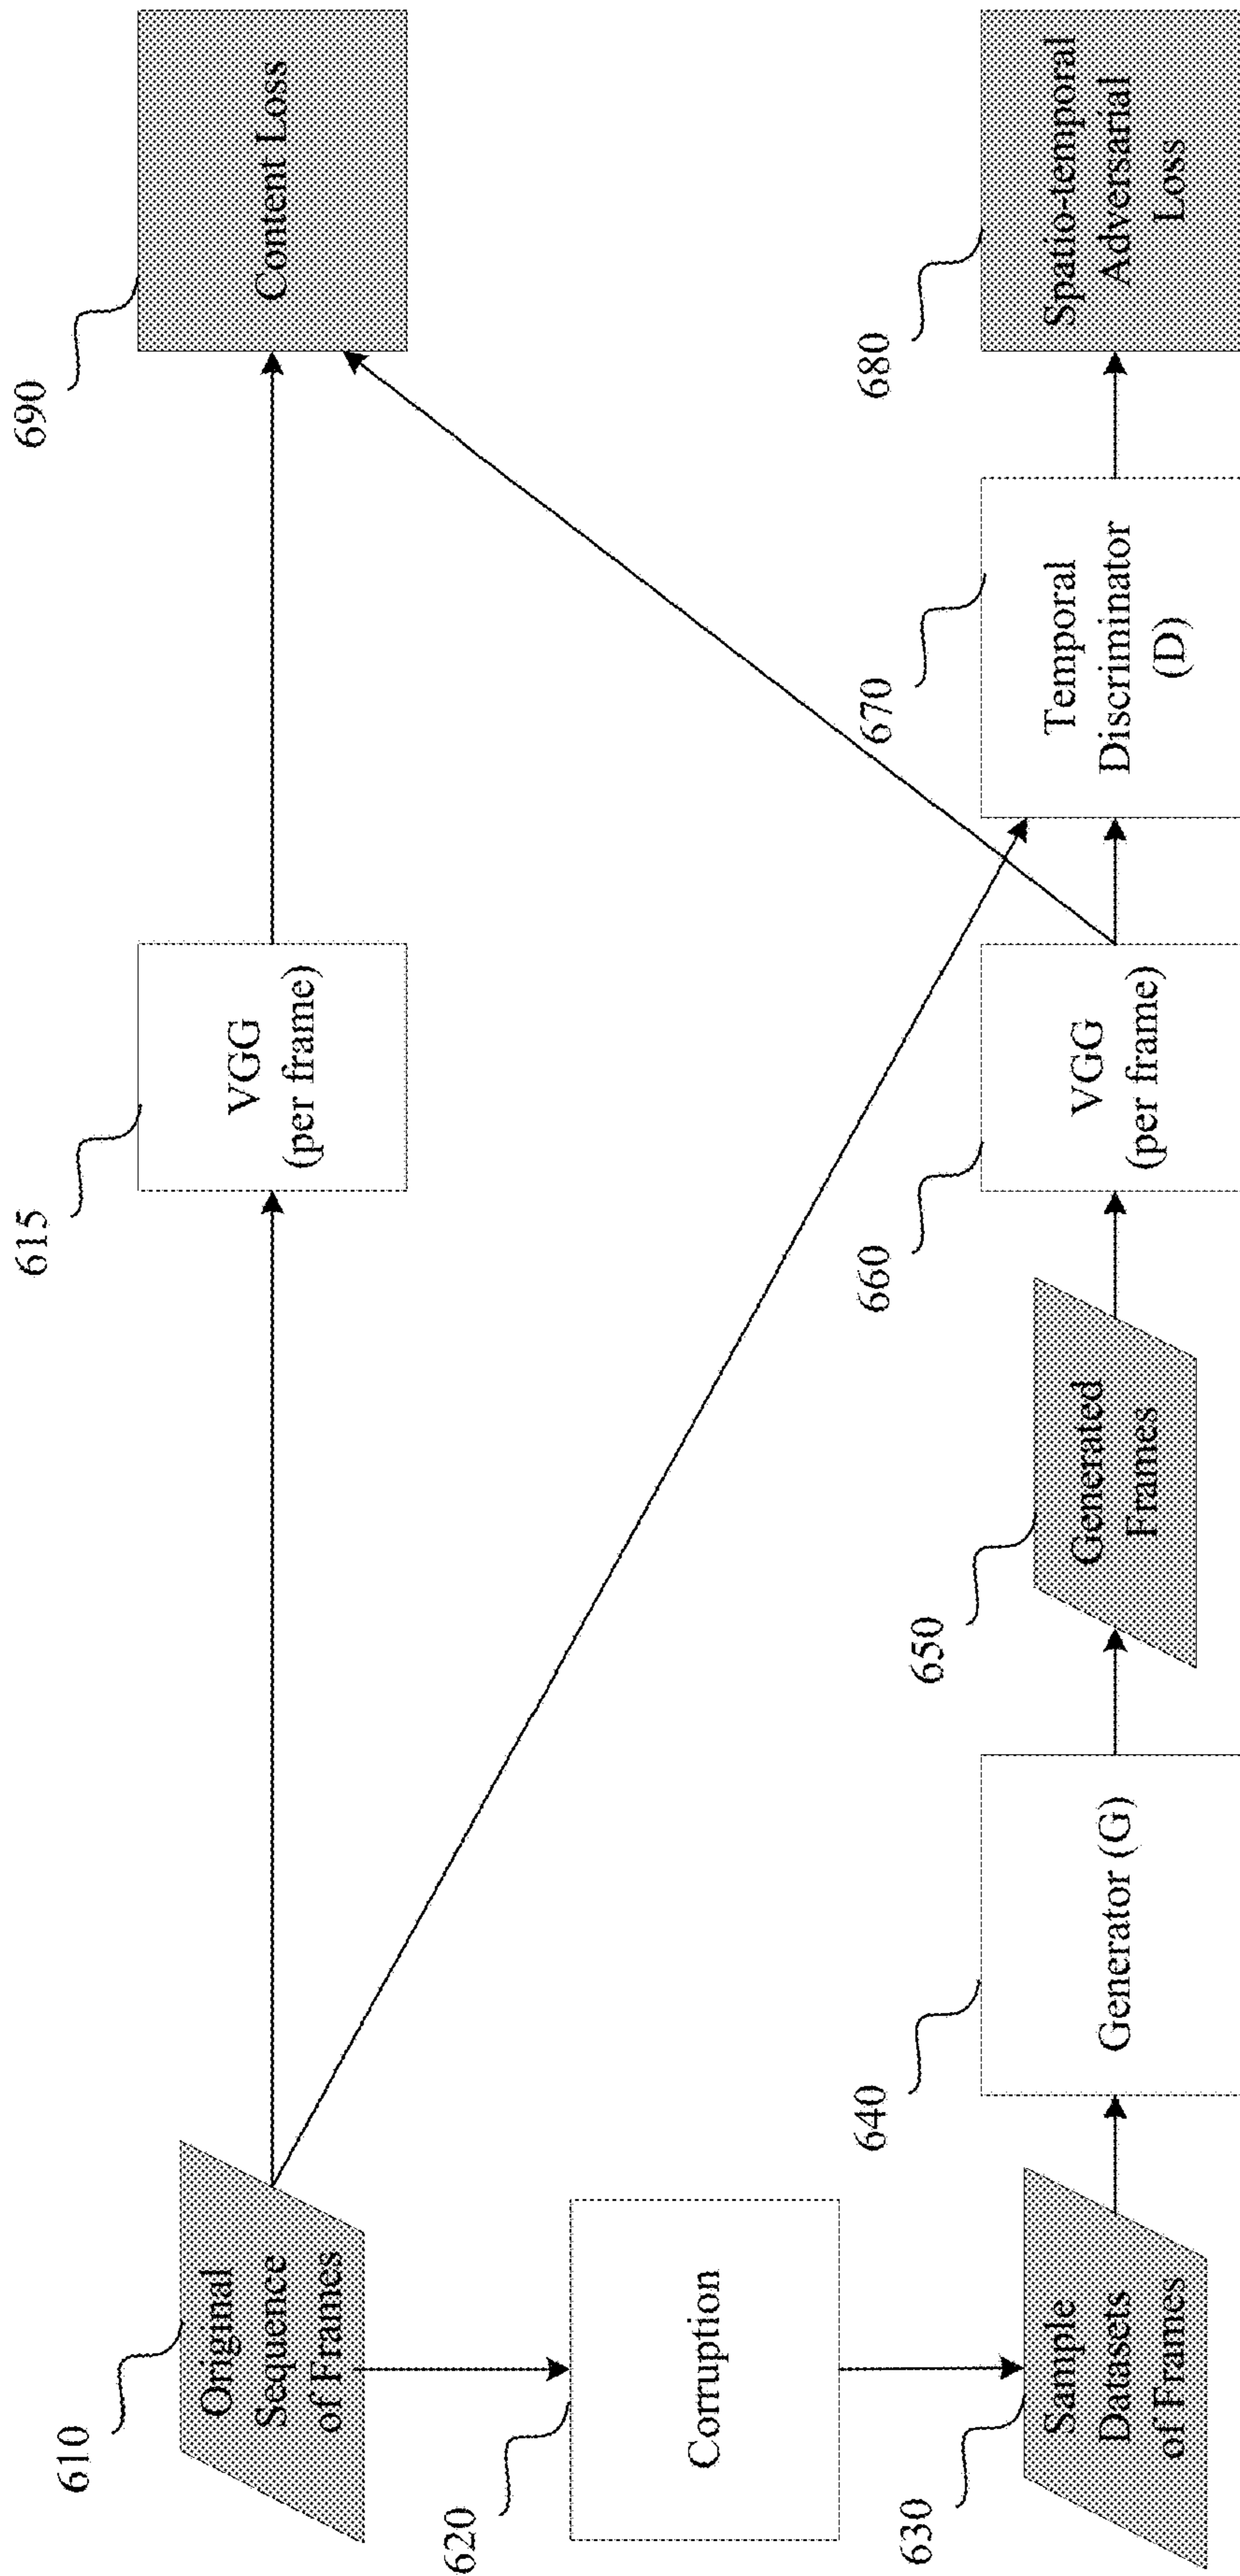 610
Original
Sequence
of Frames
615
VGG
(per frame)
690
Content Loss
620
Corruption
630
Sample
Datasets
of Frames
640
Generator (G)
650
Generated
Frames
660
VGG
(per frame)
670
Temporal
Discriminator
(D)
680
Spatio-temporal
Adversarial
Loss